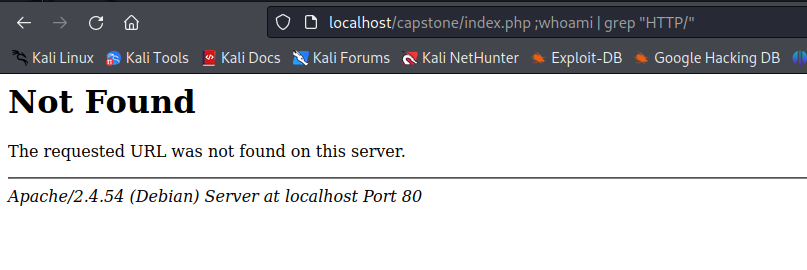 localhost/capstone/index.php ;whoami | grep "HTTP/"
Kali Linux Kali Tools Kali Docs Kali Forums Kali NetHunter Exploit-DB Google Hacking DB
Not Found
The requested URL was not found on this server.
Apache/2.4.54 (Debian) Server at localhost Port 80